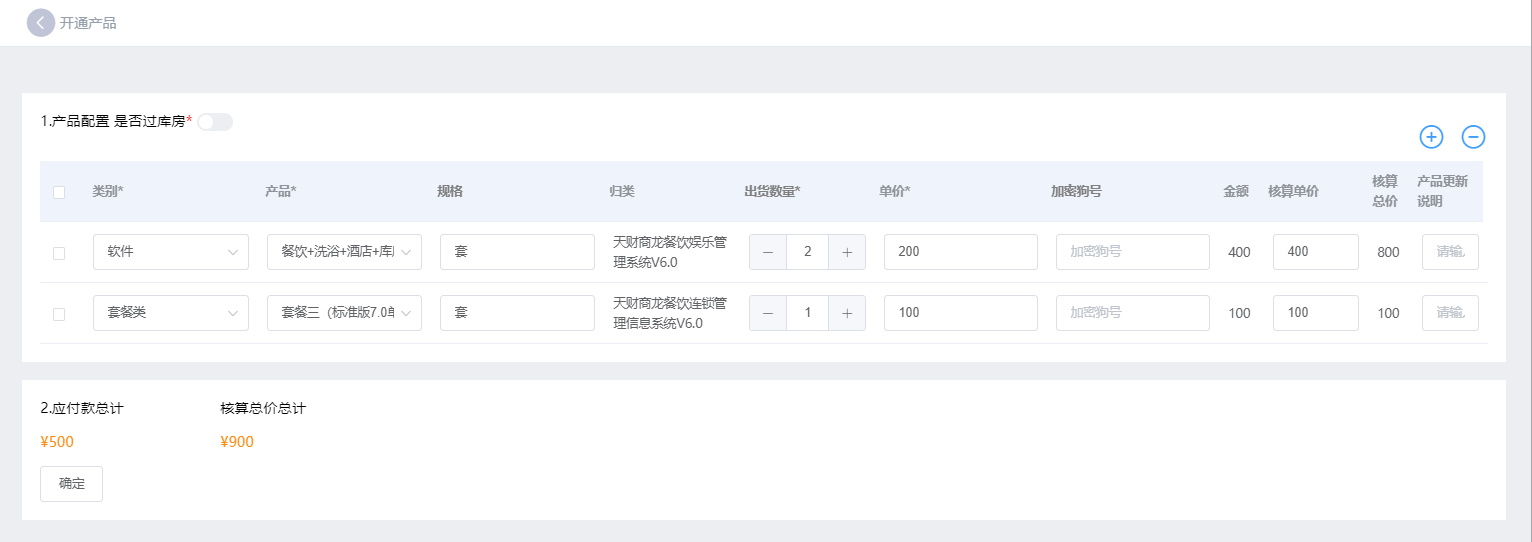 开通产品
1.产品配置 是否过库房*
类别* 产品* 规格 归类 出货数量* 单价* 加密狗号 金额 核算单价 核算总价 产品更新说明
软件 餐饮+洗浴+酒店+库 套 天财商龙餐饮娱乐管理系统V6.0 2 200 加密狗号 400 400 800 请输
套餐类 套餐三（标准版7.0单 套 天财商龙餐饮连锁管理信息系统V6.0 1 100 加密狗号 100 100 100 请输
2.应付款总计 核算总价总计
¥500 ¥900
确定